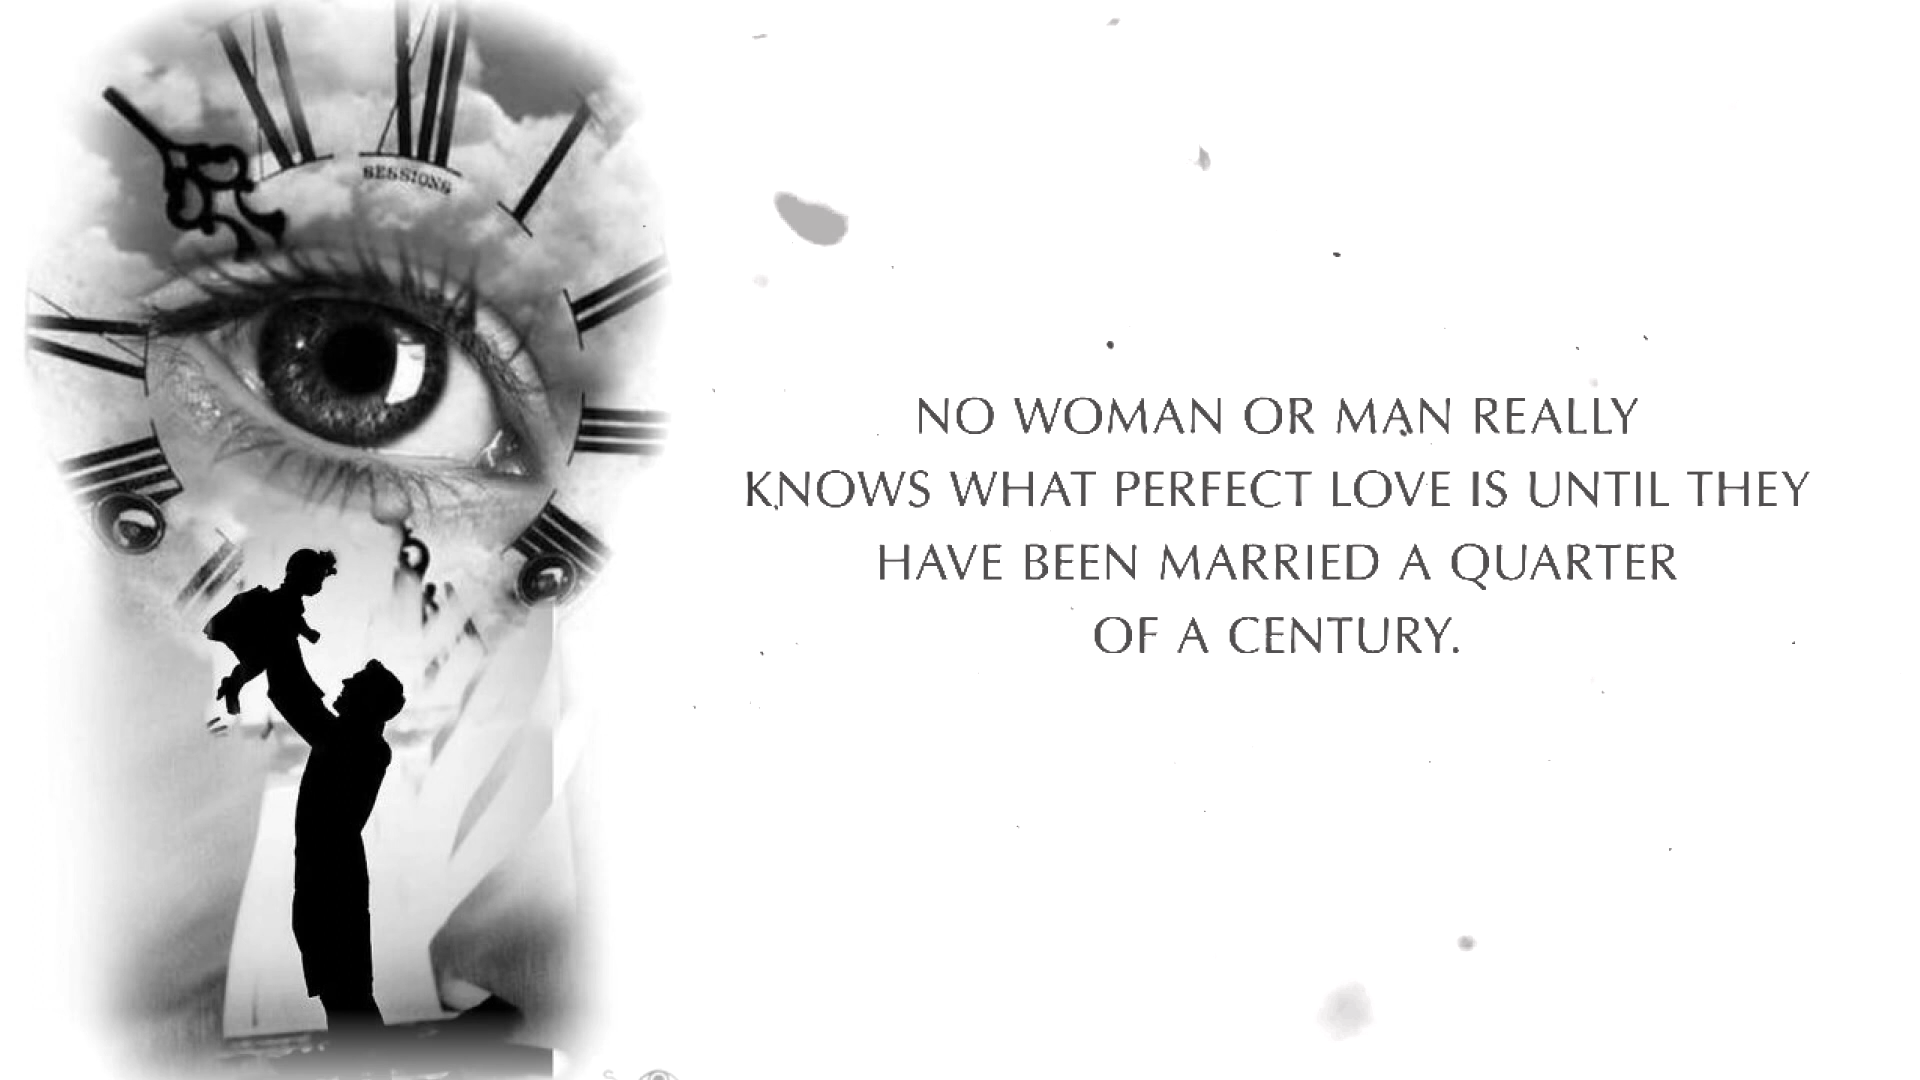 SESSIONS
NO WOMAN OR MAN REALLY
KNOWS WHAT PERFECT LOVE IS UNTIL THEY
HAVE BEEN MARRIED A QUARTER
OF A CENTURY.